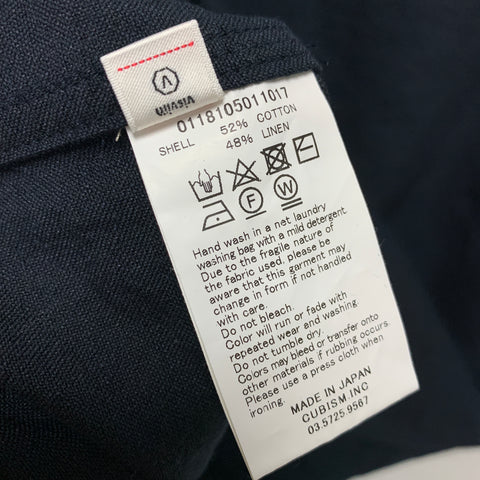 visvim
0118105011017
SHELL 52% COTTON
48% LINEN
F W
Hand wash in a net laundry
washing bag with a mild detergent
Due to the fragile nature of
the fabric used, please be
aware that this garment may
change in form if not handled
with care.
Do not bleach.
Color will run or fade with
repeated wear and washing
Do not tumble dry.
Colors may bleed or transfer onto
other materials if rubbing occurs.
Please use a press cloth when
ironing.
MADE IN JAPAN
CUBISM.INC
03.5725.9567